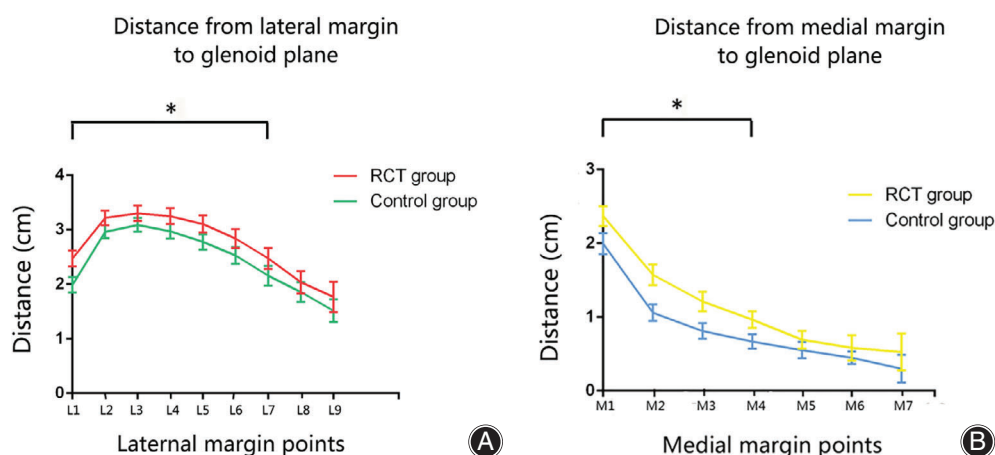 Distance from lateral margin
to glenoid plane
*
RCT group
Control group
4
3
2
1
0
Distance (cm)
L1 L2 L3 L4 L5 L6 L7 L8 L9
Laternal margin points
A
Distance from medial margin
to glenoid plane
*
RCT group
Control group
3
2
1
0
Distance (cm)
M1 M2 M3 M4 M5 M6 M7
Medial margin points
B